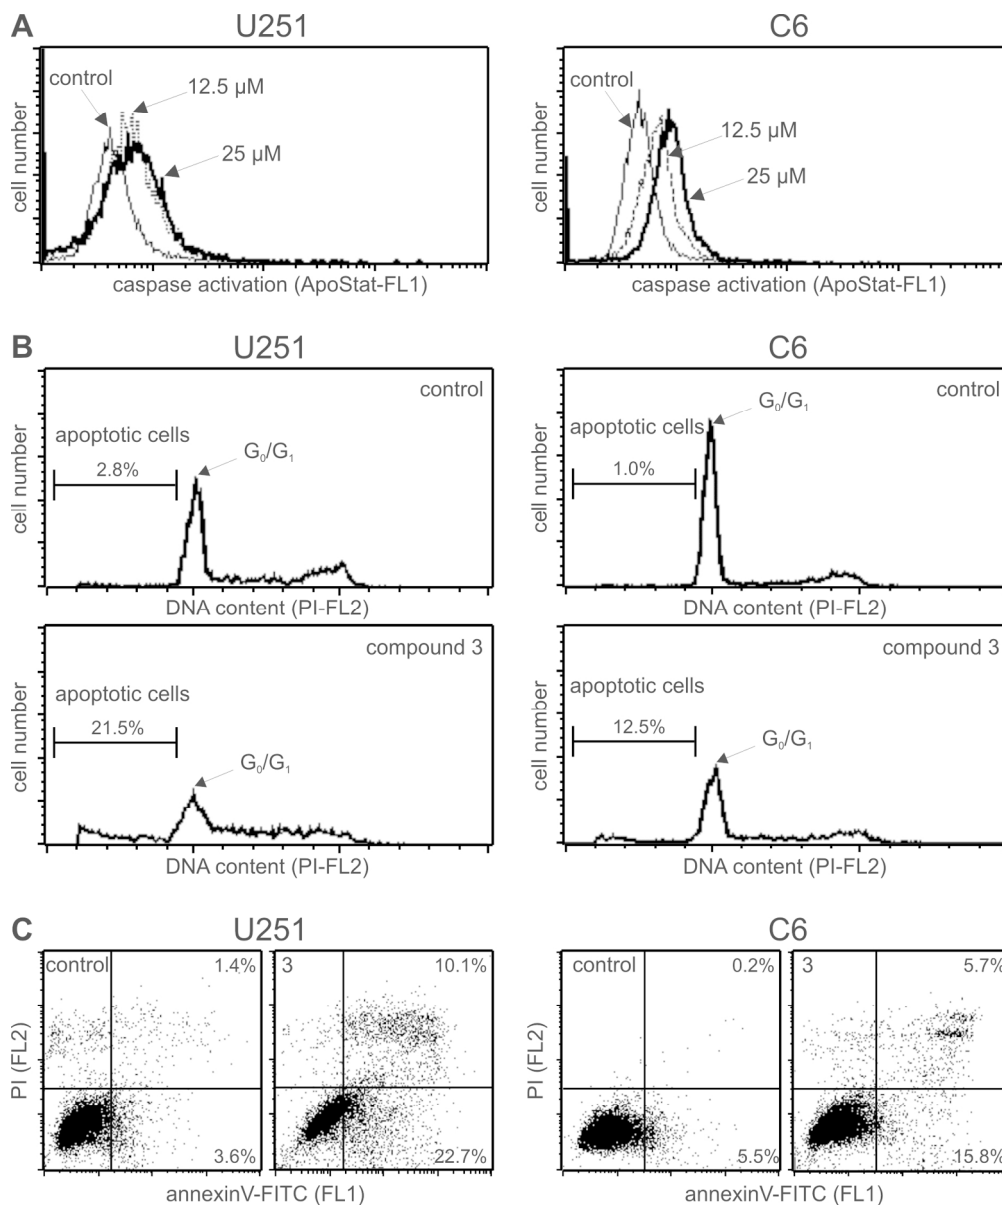 A
U251
C6
control
12.5 µM
25 µM
cell number
caspase activation (ApoStat-FL1)
control
12.5 µM
25 µM
cell number
caspase activation (ApoStat-FL1)
B
U251
C6
control
apoptotic cells
2.8%
G₀/G₁
cell number
DNA content (PI-FL2)
control
apoptotic cells
1.0%
G₀/G₁
cell number
DNA content (PI-FL2)
compound 3
apoptotic cells
21.5%
G₀/G₁
cell number
DNA content (PI-FL2)
compound 3
apoptotic cells
12.5%
G₀/G₁
cell number
DNA content (PI-FL2)
C
U251
C6
control
1.4%
3.6%
3
10.1%
22.7%
PI (FL2)
annexinV-FITC (FL1)
control
0.2%
5.5%
3
5.7%
15.8%
PI (FL2)
annexinV-FITC (FL1)